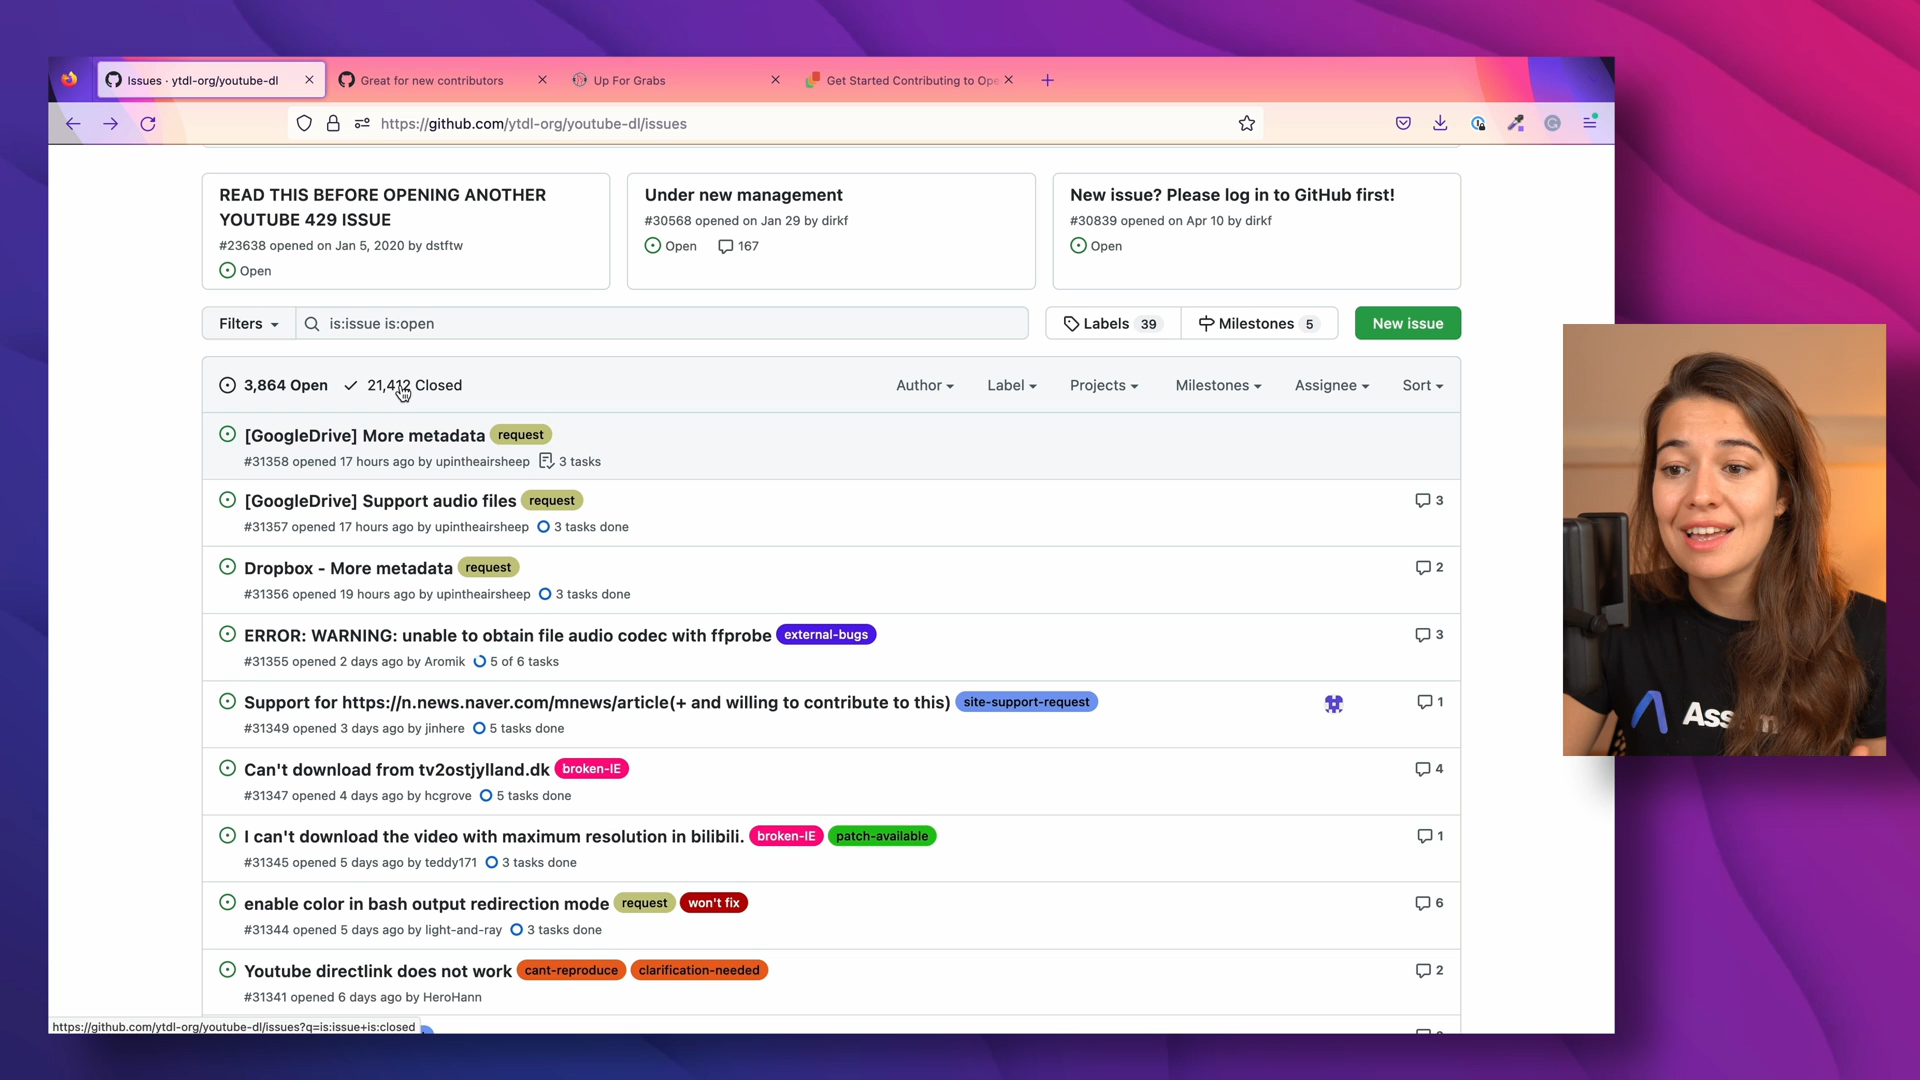 Issues · ytdl-org/youtube-dl
Great for new contributors
Up For Grabs
Get Started Contributing to Ope
https://github.com/ytdl-org/youtube-dl/issues
READ THIS BEFORE OPENING ANOTHER
YOUTUBE 429 ISSUE
#23638 opened on Jan 5, 2020 by dstftw
Open
Under new management
#30568 opened on Jan 29 by dirkf
Open 167
New issue? Please log in to GitHub first!
#30839 opened on Apr 10 by dirkf
Open
Filters is:issue is:open Labels 39 Milestones 5 New issue
3,864 Open 21,412 Closed Author Label Projects Milestones Assignee Sort
[GoogleDrive] More metadata request
#31358 opened 17 hours ago by upintheairsheep 3 tasks
[GoogleDrive] Support audio files request 3
#31357 opened 17 hours ago by upintheairsheep 3 tasks done
Dropbox - More metadata request 2
#31356 opened 19 hours ago by upintheairsheep 3 tasks done
ERROR: WARNING: unable to obtain file audio codec with ffprobe external-bugs 3
#31355 opened 2 days ago by Aromik 5 of 6 tasks
Support for https://n.news.naver.com/mnews/article(+ and willing to contribute to this) site-support-request 1
#31349 opened 3 days ago by jinhere 5 tasks done
Can't download from tv2ostjylland.dk broken-IE 4
#31347 opened 4 days ago by hcgrove 5 tasks done
I can't download the video with maximum resolution in bilibili. broken-IE patch-available 1
#31345 opened 5 days ago by teddy171 3 tasks done
enable color in bash output redirection mode request won't fix 6
#31344 opened 5 days ago by light-and-ray 3 tasks done
Youtube directlink does not work cant-reproduce clarification-needed 2
#31341 opened 6 days ago by HeroHann
https://github.com/ytdl-org/youtube-dl/issues?q=is:issue+is:closed